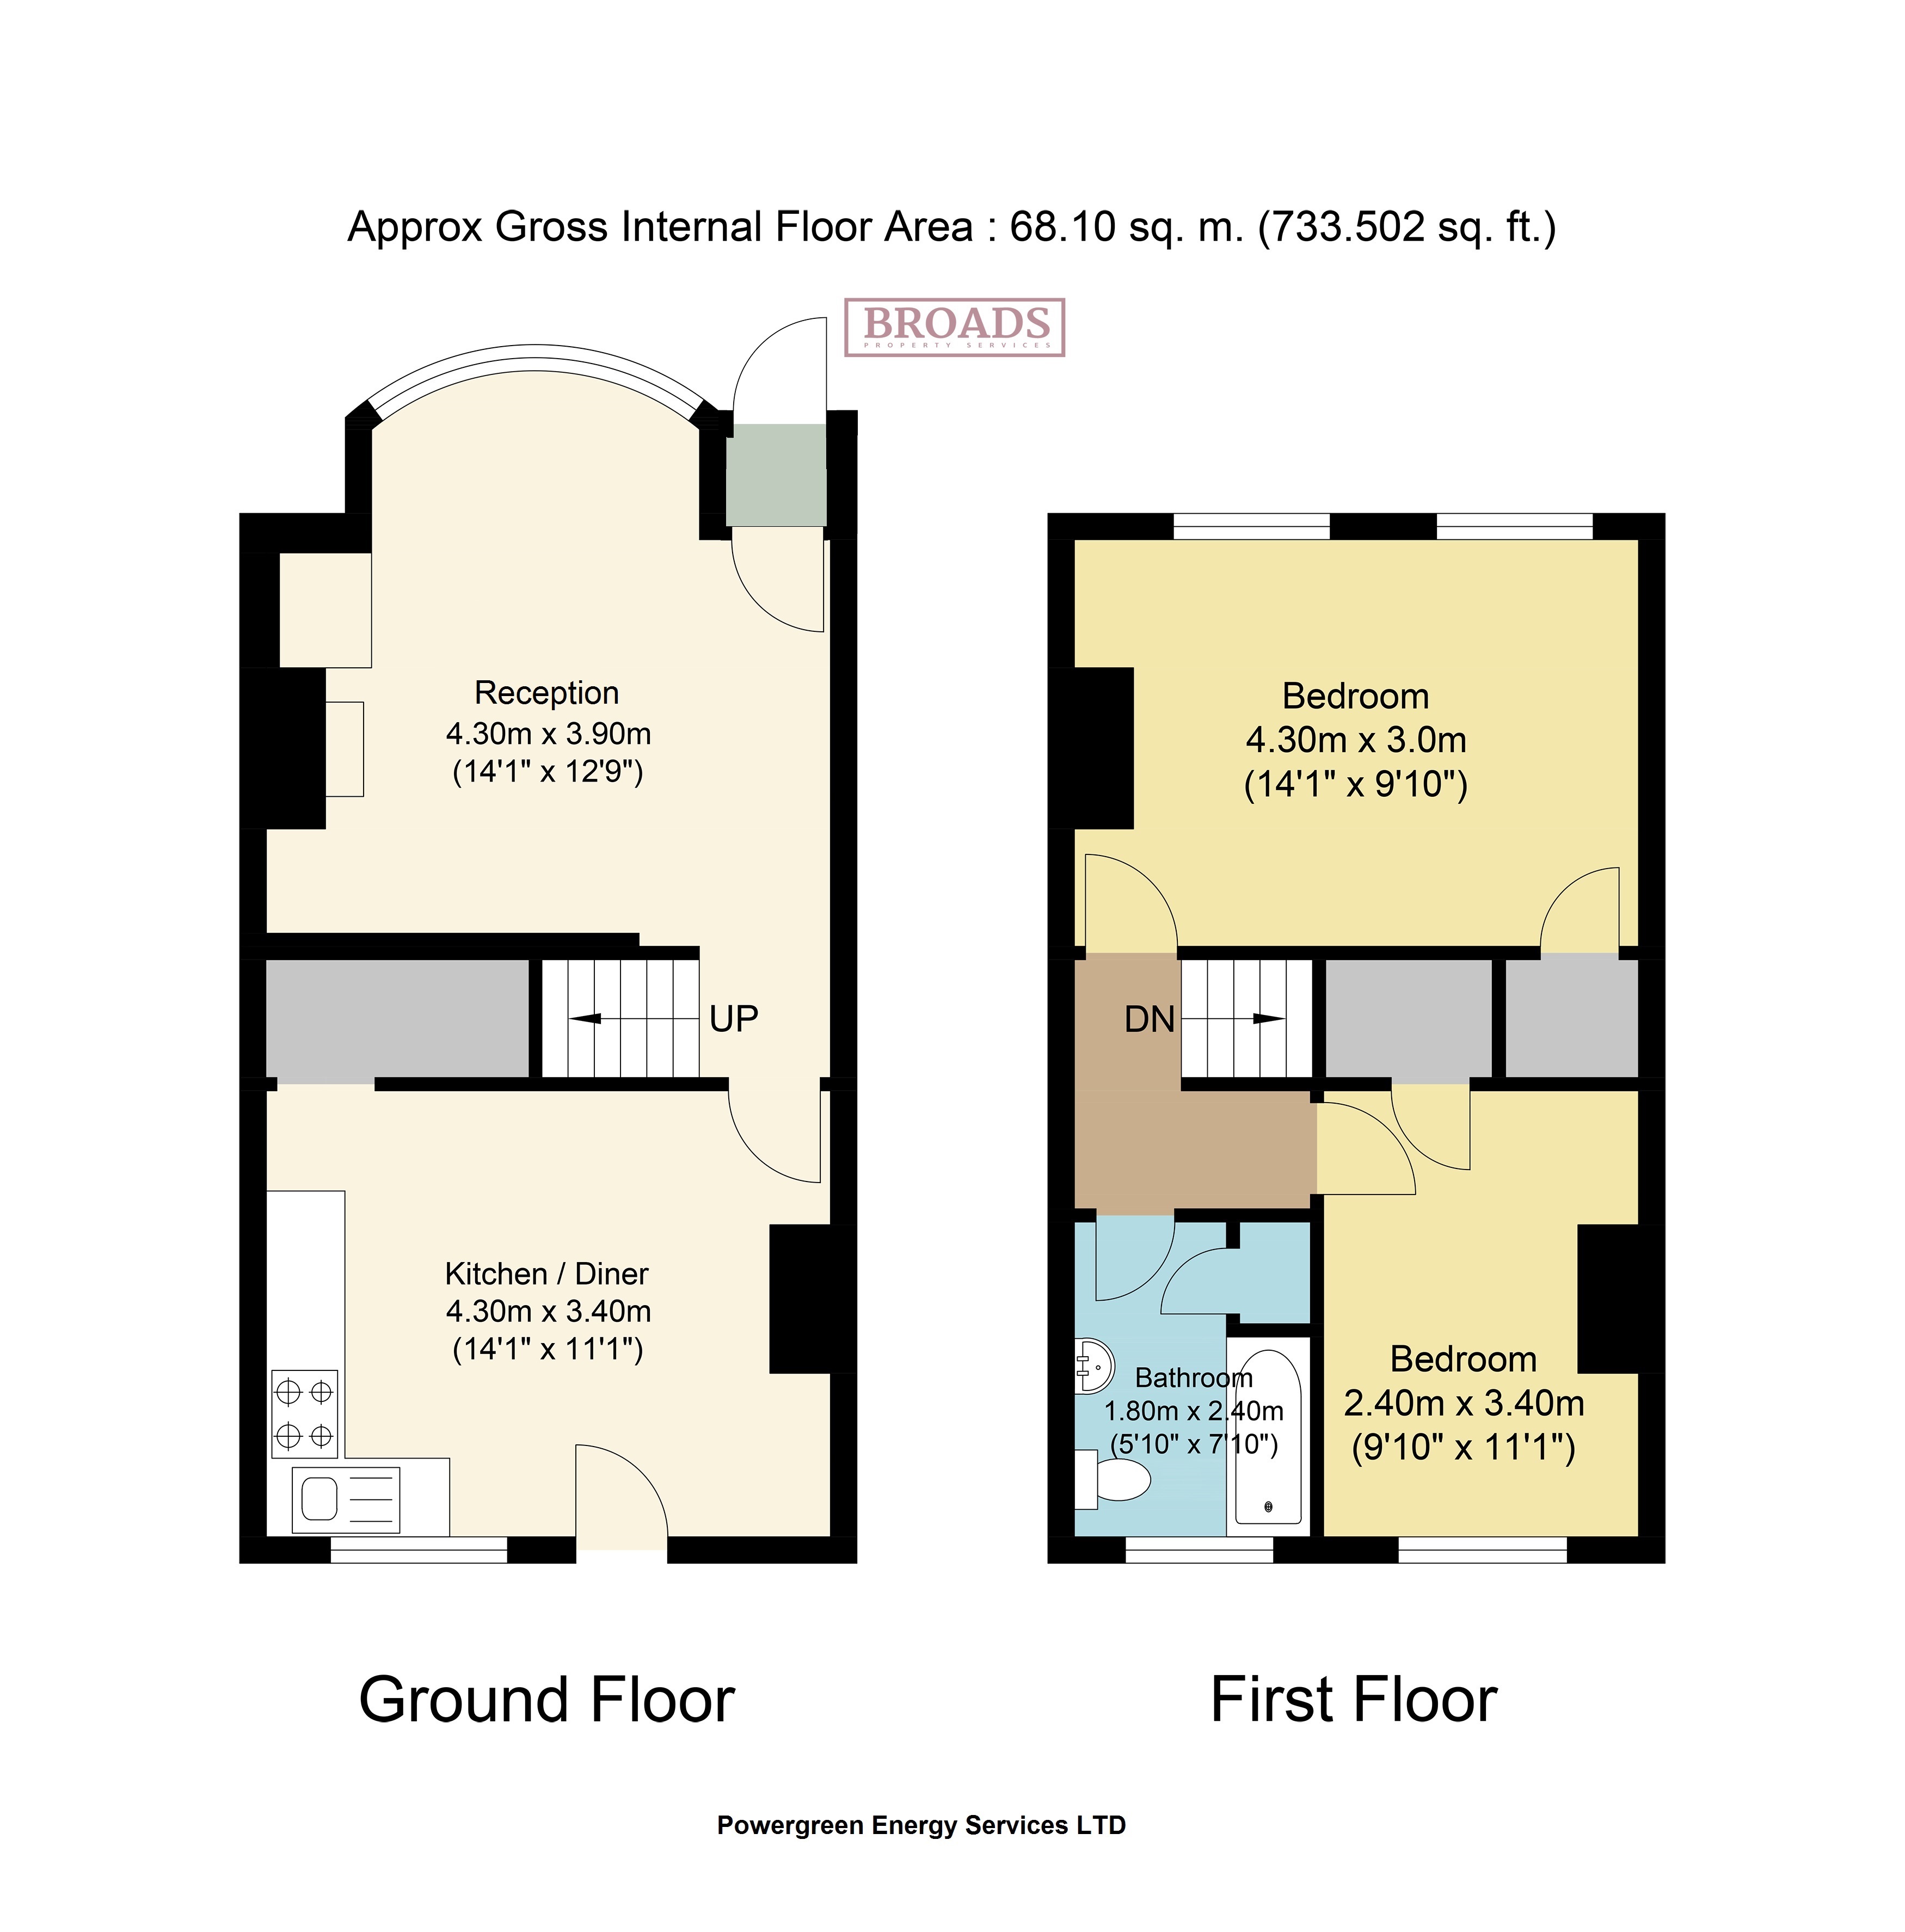 Approx Gross Internal Floor Area : 68.10 sq. m. (733.502 sq. ft.)
BROADS
PROPERTY SERVICES
Reception
4.30m x 3.90m
(14'1" x 12'9")
UP
Kitchen / Diner
4.30m x 3.40m
(14'1" x 11'1")
Ground Floor
Bedroom
4.30m x 3.0m
(14'1" x 9'10")
DN
Bathroom
1.80m x 2.40m
(5'10" x 7'10")
Bedroom
2.40m x 3.40m
(9'10" x 11'1")
First Floor
Powergreen Energy Services LTD